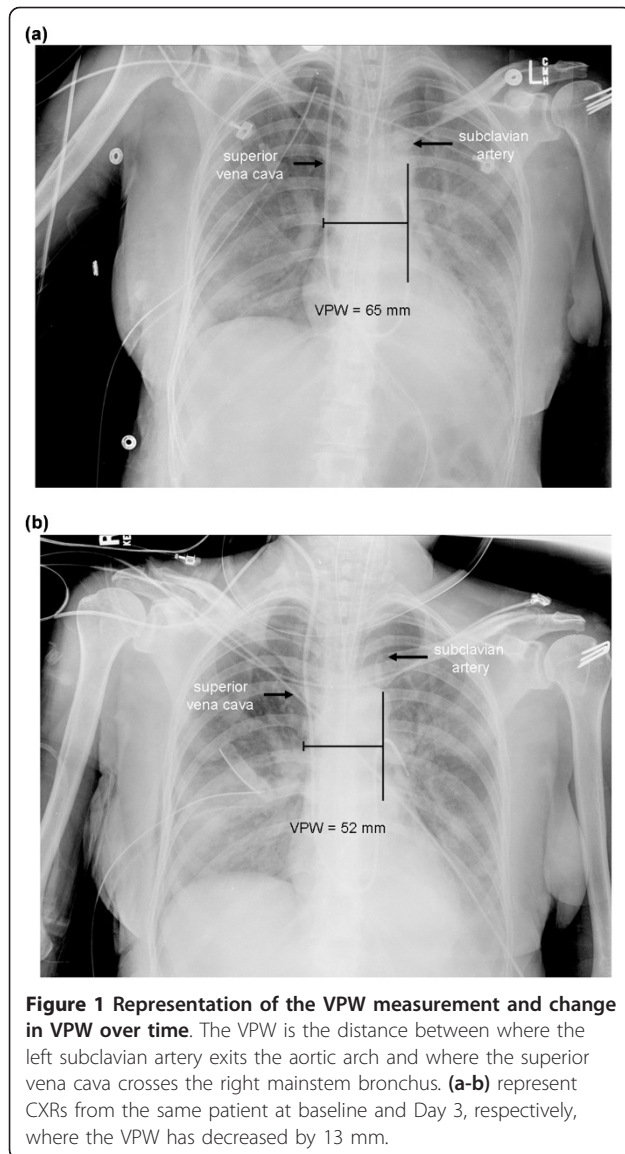 (a)
L
subclavian
artery
superior
vena cava
VPW = 65 mm
(b)
R
subclavian
artery
superior
vena cava
VPW = 52 mm
Figure 1 Representation of the VPW measurement and change
in VPW over time. The VPW is the distance between where the
left subclavian artery exits the aortic arch and where the superior
vena cava crosses the right mainstem bronchus. (a-b) represent
CXRs from the same patient at baseline and Day 3, respectively,
where the VPW has decreased by 13 mm.